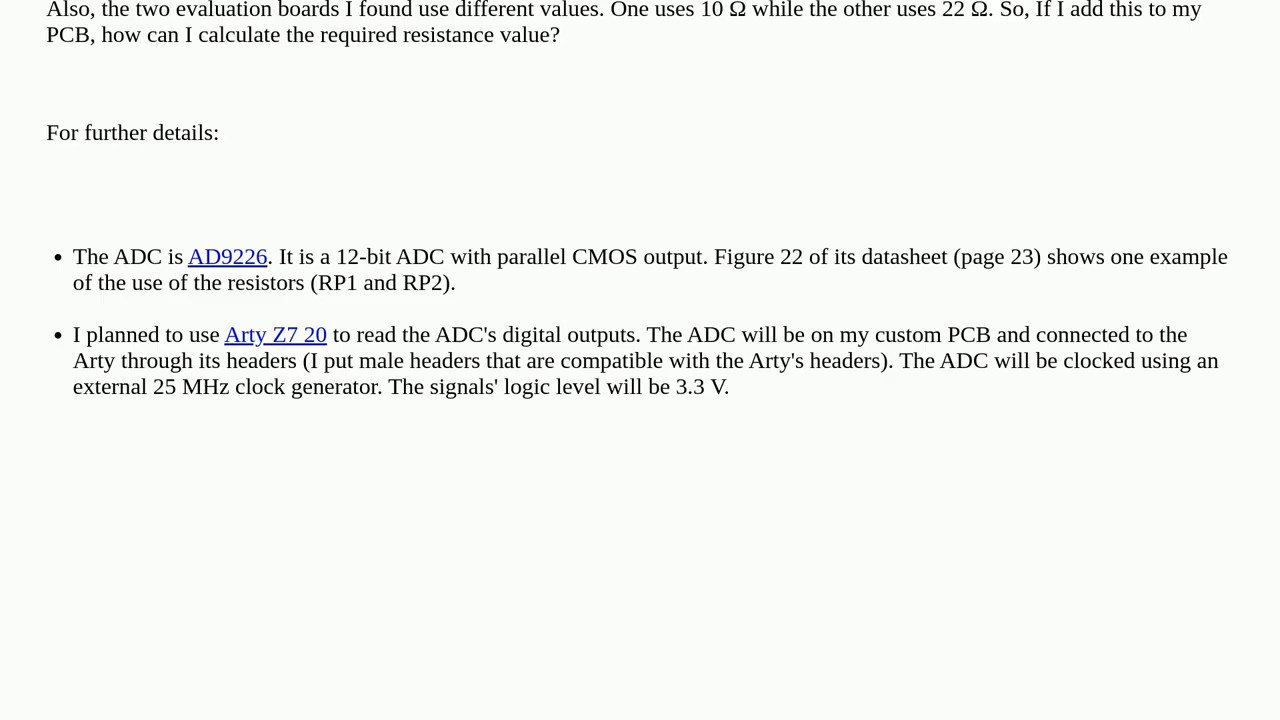 Also, the two evaluation boards I found use different values. One uses 10 Ω while the other uses 22 Ω. So, If I add this to my
PCB, how can I calculate the required resistance value?
For further details:
• The ADC is AD9226. It is a 12-bit ADC with parallel CMOS output. Figure 22 of its datasheet (page 23) shows one example
of the use of the resistors (RP1 and RP2).
• I planned to use Arty Z7 20 to read the ADC's digital outputs. The ADC will be on my custom PCB and connected to the
Arty through its headers (I put male headers that are compatible with the Arty's headers). The ADC will be clocked using an
external 25 MHz clock generator. The signals' logic level will be 3.3 V.